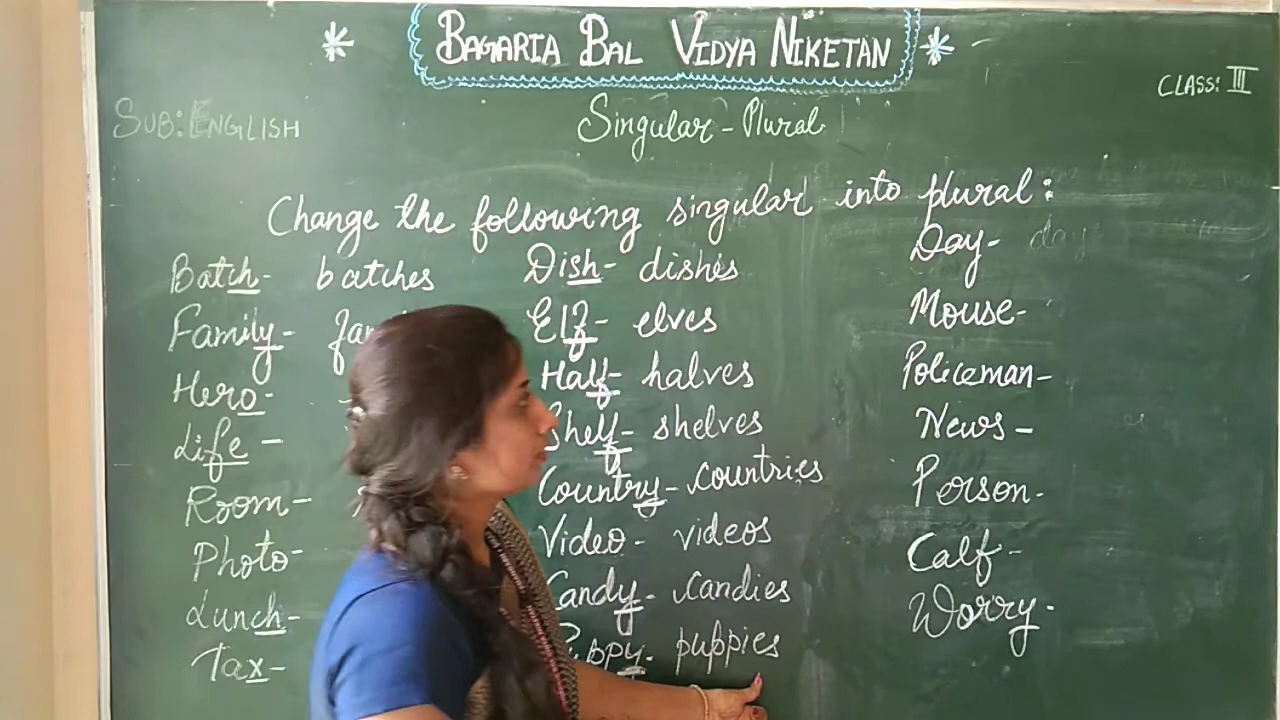 BAGARIA BAL VIDYA NIKETAN
CLASS: III
SUB: ENGLISH
Singular - Plural
Change the following singular into plural:
Batch - batches
Family -
Hero -
Life -
Room -
Photo -
Lunch -
Tax -
Dish - dishes
Elf - elves
Half - halves
Shelf - shelves
Country - countries
Video - videos
Candy - candies
Puppy - puppies
Day - day
Mouse -
Policeman -
News -
Person -
Calf -
Worry -